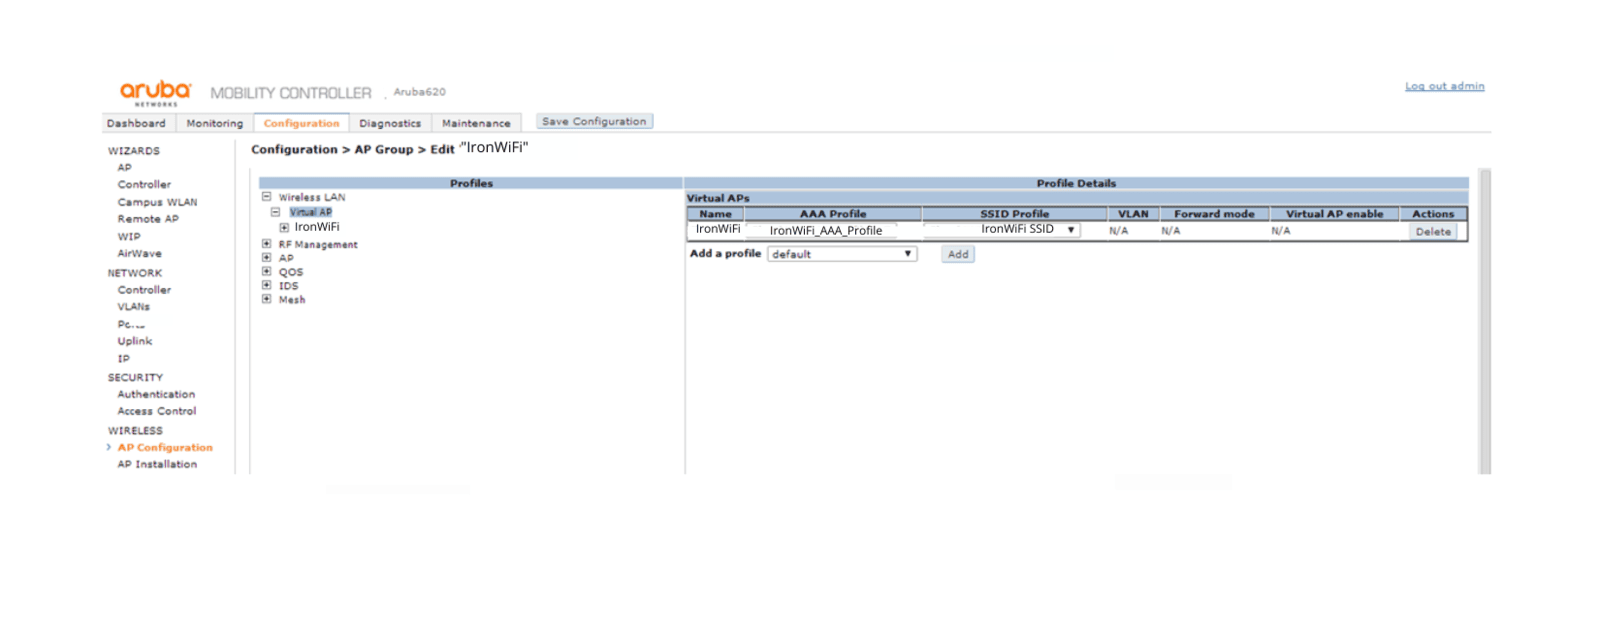 aruba NETWORKS MOBILITY CONTROLLER Aruba620
Log out admin
Dashboard Monitoring Configuration Diagnostics Maintenance Save Configuration
WIZARDS
AP
Controller
Campus WLAN
Remote AP
WIP
AirWave
NETWORK
Controller
VLANs
Uplink
IP
SECURITY
Authentication
Access Control
WIRELESS
AP Configuration
AP Installation
Configuration > AP Group > Edit "IronWiFi"
Profiles
Wireless LAN
Virtual AP
IronWiFi
RF Management
AP
QOS
IDS
Mesh
Profile Details
Virtual APs
Name AAA Profile SSID Profile VLAN Forward mode Virtual AP enable Actions
IronWiFi IronWiFi_AAA_Profile IronWiFi SSID N/A N/A N/A Delete
Add a profile default Add